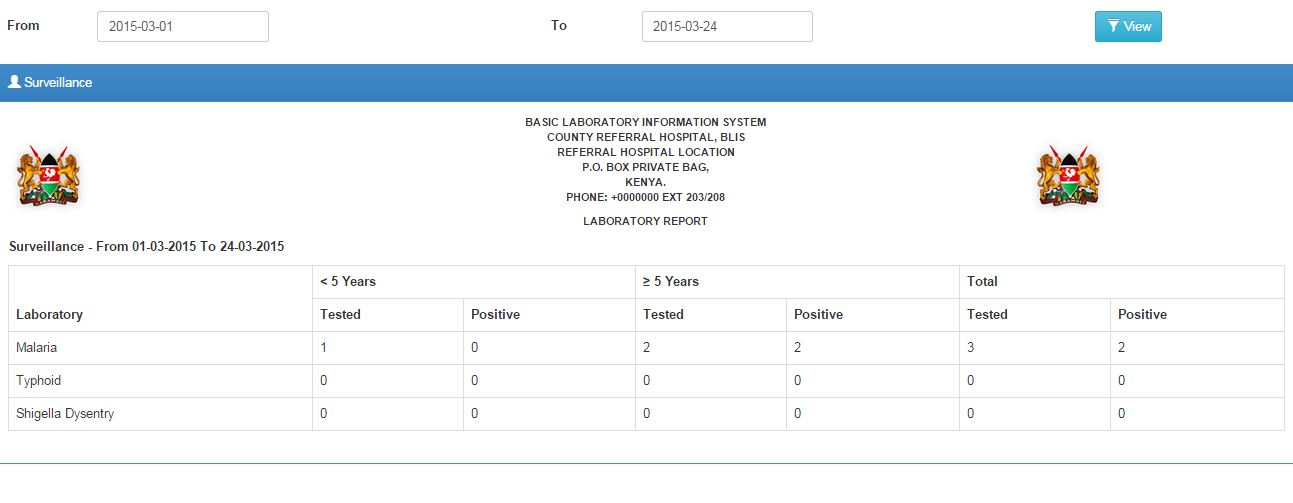 From 2015-03-01 To 2015-03-24 View
Surveillance
BASIC LABORATORY INFORMATION SYSTEM
COUNTY REFERRAL HOSPITAL, BLIS
REFERRAL HOSPITAL LOCATION
P.O. BOX PRIVATE BAG,
KENYA.
PHONE: +0000000 EXT 203/208
LABORATORY REPORT
Surveillance - From 01-03-2015 To 24-03-2015
< 5 Years ≥ 5 Years Total
Laboratory Tested Positive Tested Positive Tested Positive
Malaria 1 0 2 2 3 2
Typhoid 0 0 0 0 0 0
Shigella Dysentry 0 0 0 0 0 0